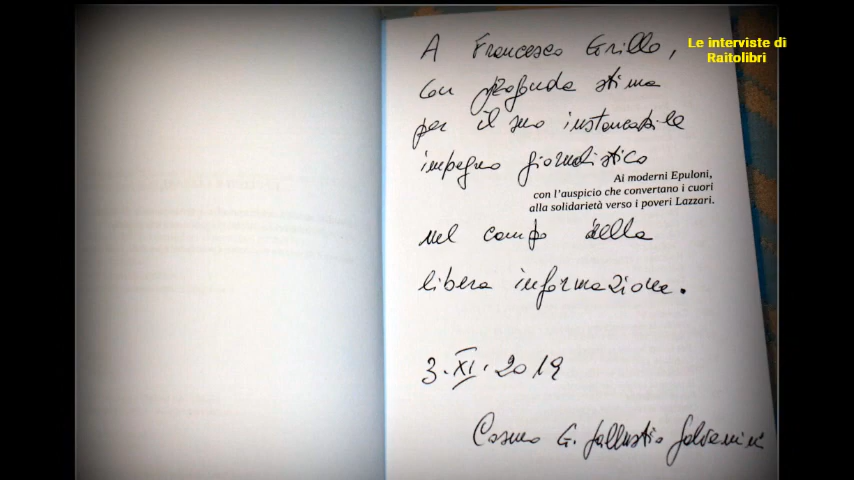 A Francesco Grillo,
con profonda stima
per il suo instancabile
impegno giornalistico
Ai moderni Epuloni,
con l'auspicio che convertano i cuori
alla solidarietà verso i poveri Lazzari.
nel campo della
libera informazione.
3.XI.2019
Cosmo G. Sallustio Salvemini
Le interviste di
Raitolibri